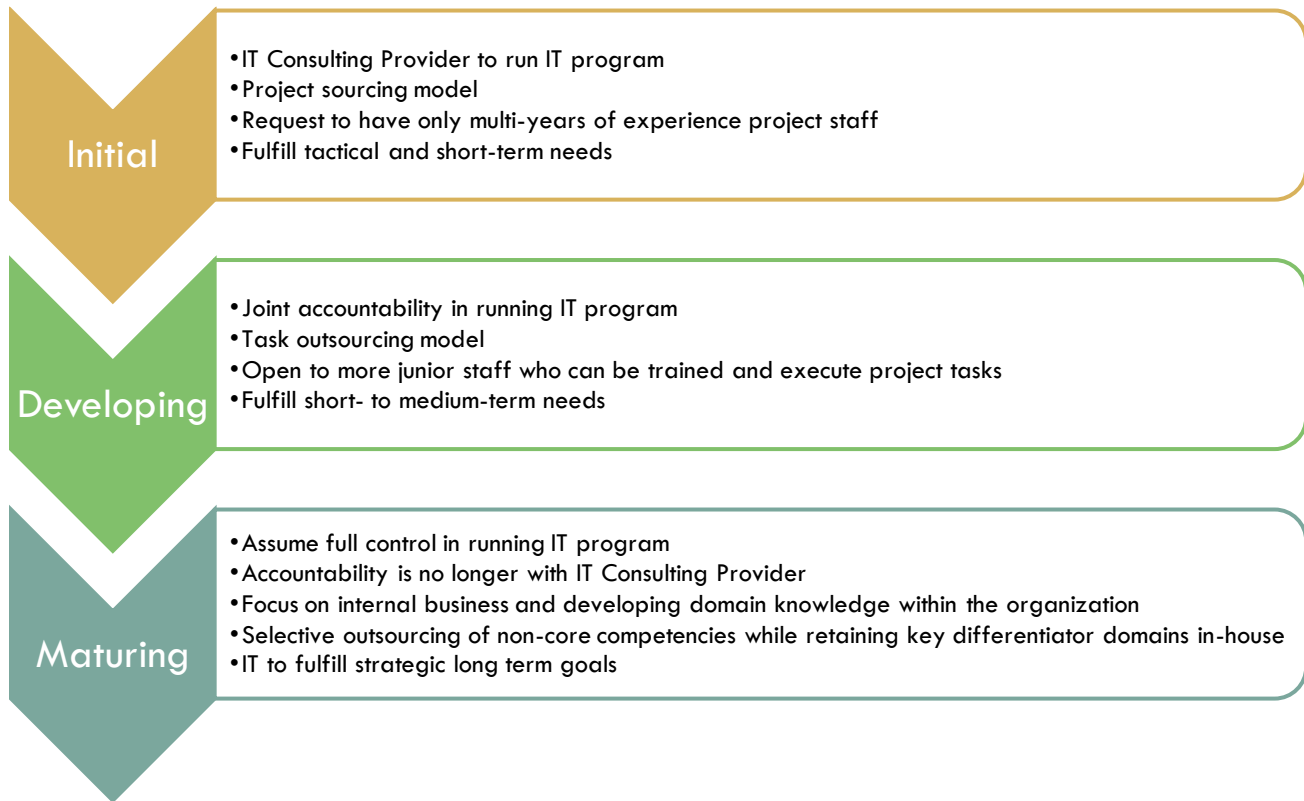 Initial
•IT Consulting Provider to run IT program
•Project sourcing model
•Request to have only multi-years of experience project staff
•Fulfill tactical and short-term needs
Developing
•Joint accountability in running IT program
•Task outsourcing model
•Open to more junior staff who can be trained and execute project tasks
•Fulfill short- to medium-term needs
Maturing
•Assume full control in running IT program
•Accountability is no longer with IT Consulting Provider
•Focus on internal business and developing domain knowledge within the organization
•Selective outsourcing of non-core competencies while retaining key differentiator domains in-house
•IT to fulfill strategic long term goals